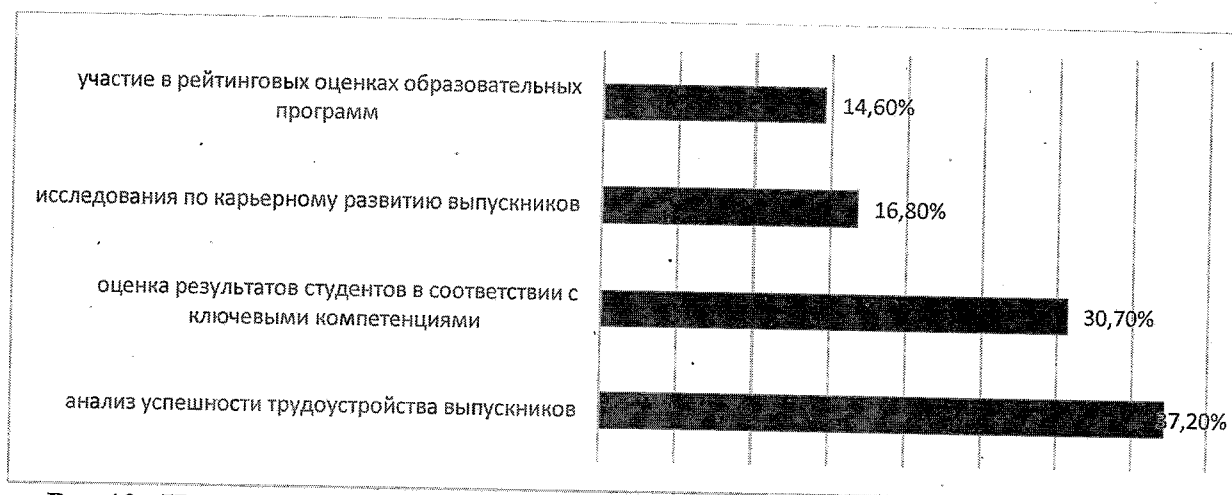 участие в рейтинговых оценках образовательных
программ
14,60%
исследования по карьерному развитию выпускников
16,80%
оценка результатов студентов в соответствии с
ключевыми компетенциями
30,70%
анализ успешности трудоустройства выпускников
37,20%